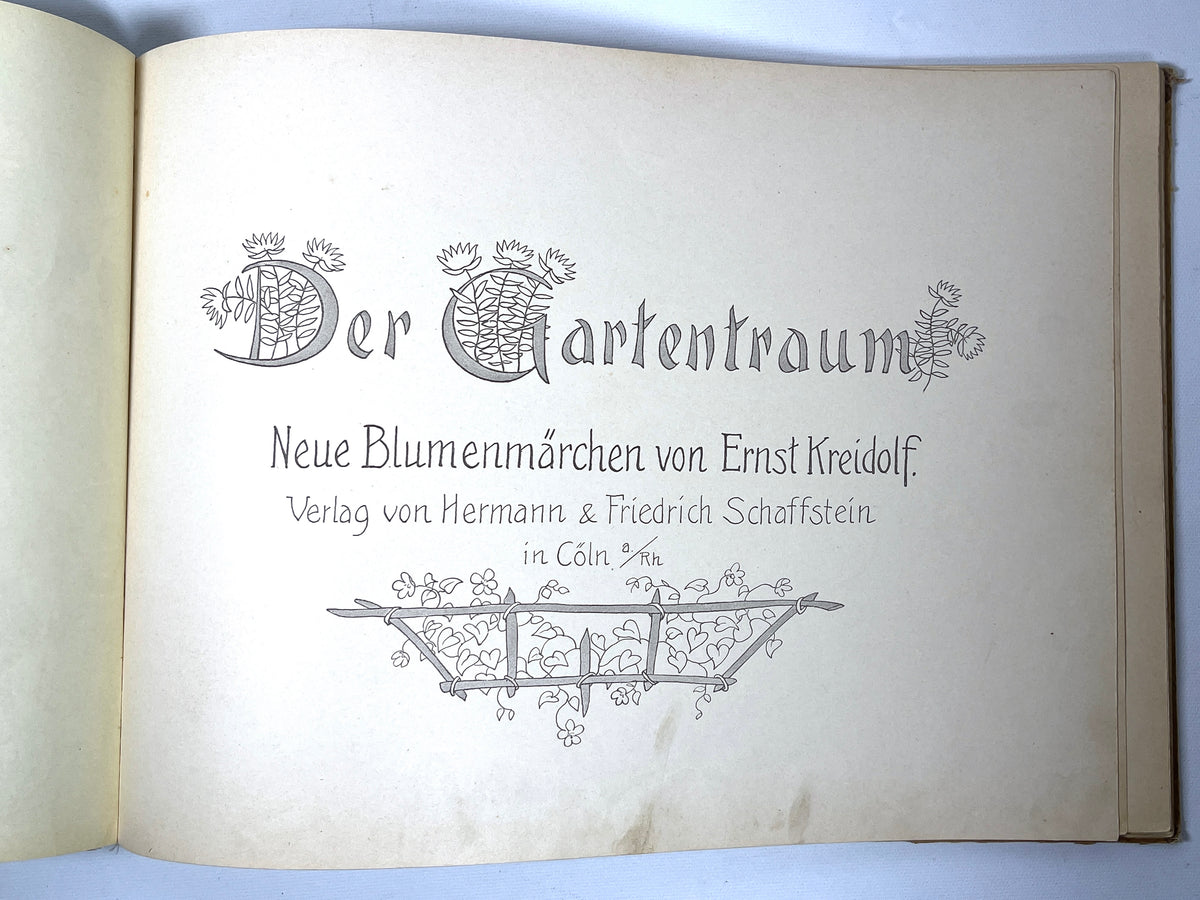 Der Gartentraum
Neue Blumenmärchen von Ernst Kreidolf.
Verlag von Hermann & Friedrich Schaffstein
in Cöln a./Rh